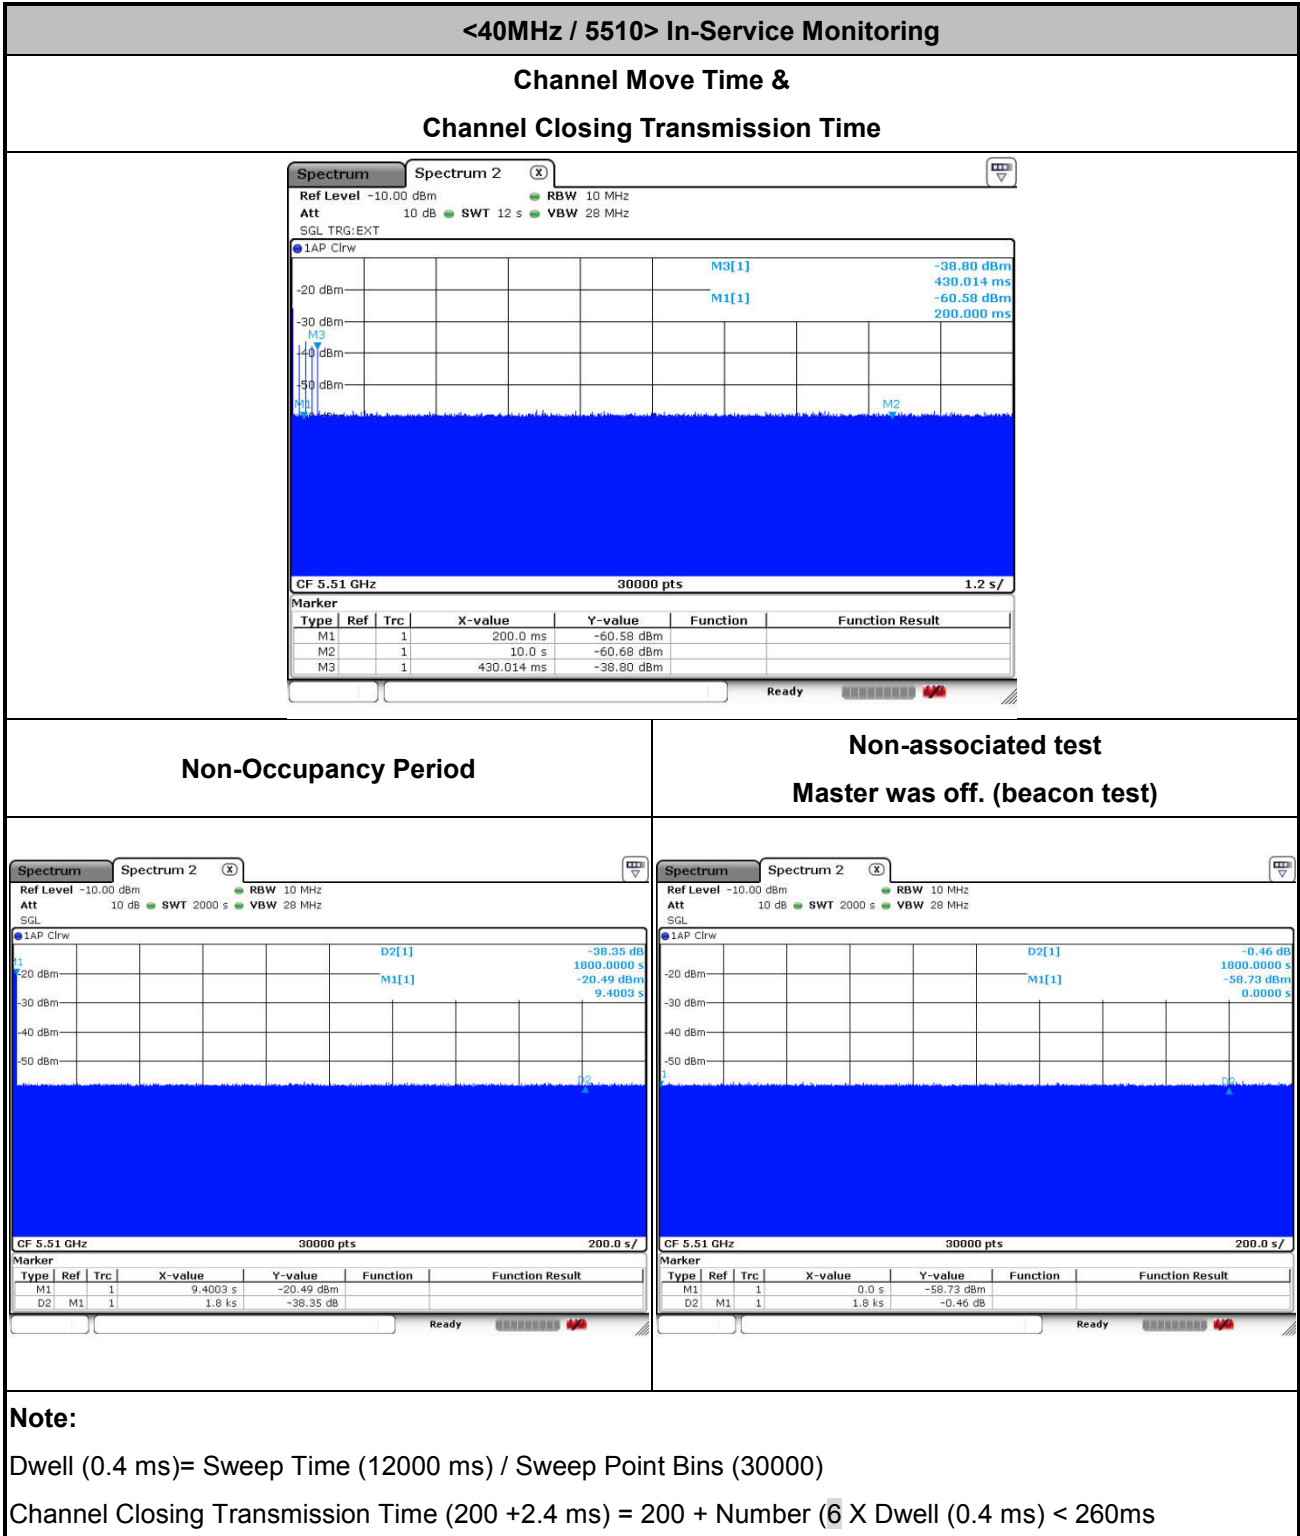 <40MHz / 5510> In-Service Monitoring
Channel Move Time &
Channel Closing Transmission Time
Spectrum Spectrum 2 X
Ref Level -10.00 dBm RBW 10 MHz
Att 10 dB SWT 12 s VBW 28 MHz
SGL TRG:EXT
1AP Clrw
M3[1] -38.80 dBm
430.014 ms
-20 dBm
M1[1] -60.58 dBm
200.000 ms
-30 dBm
M3
-40 dBm
-50 dBm
M1 M2
CF 5.51 GHz 30000 pts 1.2 s/
Marker
Type Ref Trc X-value Y-value Function Function Result
M1 1 200.0 ms -60.58 dBm
M2 1 10.0 s -60.68 dBm
M3 1 430.014 ms -38.80 dBm
Ready
Non-Occupancy Period
Non-associated test
Master was off. (beacon test)
Spectrum Spectrum 2 X
Ref Level -10.00 dBm RBW 10 MHz
Att 10 dB SWT 2000 s VBW 28 MHz
SGL
1AP Clrw
D2[1] -38.35 dB
1800.0000 s
-20 dBm
M1[1] -20.49 dBm
9.4003 s
-30 dBm
-40 dBm
-50 dBm
D2
CF 5.51 GHz 30000 pts 200.0 s/
Marker
Type Ref Trc X-value Y-value Function Function Result
M1 1 9.4003 s -20.49 dBm
D2 M1 1 1.8 ks -38.35 dB
Ready
Spectrum Spectrum 2 X
Ref Level -10.00 dBm RBW 10 MHz
Att 10 dB SWT 2000 s VBW 28 MHz
SGL
1AP Clrw
D2[1] -0.46 dB
1800.0000 s
-20 dBm
M1[1] -58.73 dBm
0.0000 s
-30 dBm
-40 dBm
-50 dBm
D2
CF 5.51 GHz 30000 pts 200.0 s/
Marker
Type Ref Trc X-value Y-value Function Function Result
M1 1 0.0 s -58.73 dBm
D2 M1 1 1.8 ks -0.46 dB
Ready
Note:
Dwell (0.4 ms)= Sweep Time (12000 ms) / Sweep Point Bins (30000)
Channel Closing Transmission Time (200 +2.4 ms) = 200 + Number (6 X Dwell (0.4 ms) < 260ms